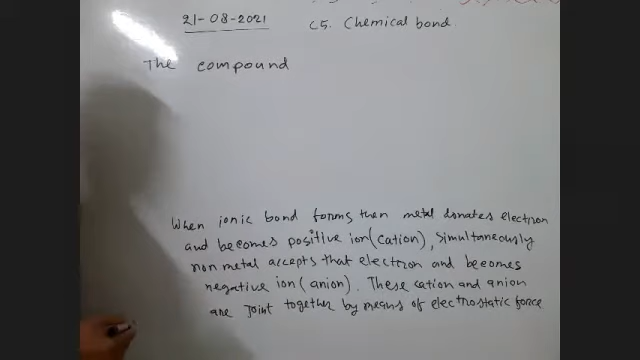 21-08-2021 C5. Chemical bond.
The compound
When ionic bond forms then metal donates electron
and becomes positive ion (cation), simultaneously
non metal accepts that electron and becomes
negative ion (anion). These cation and anion
are joint together by means of electrostatic force